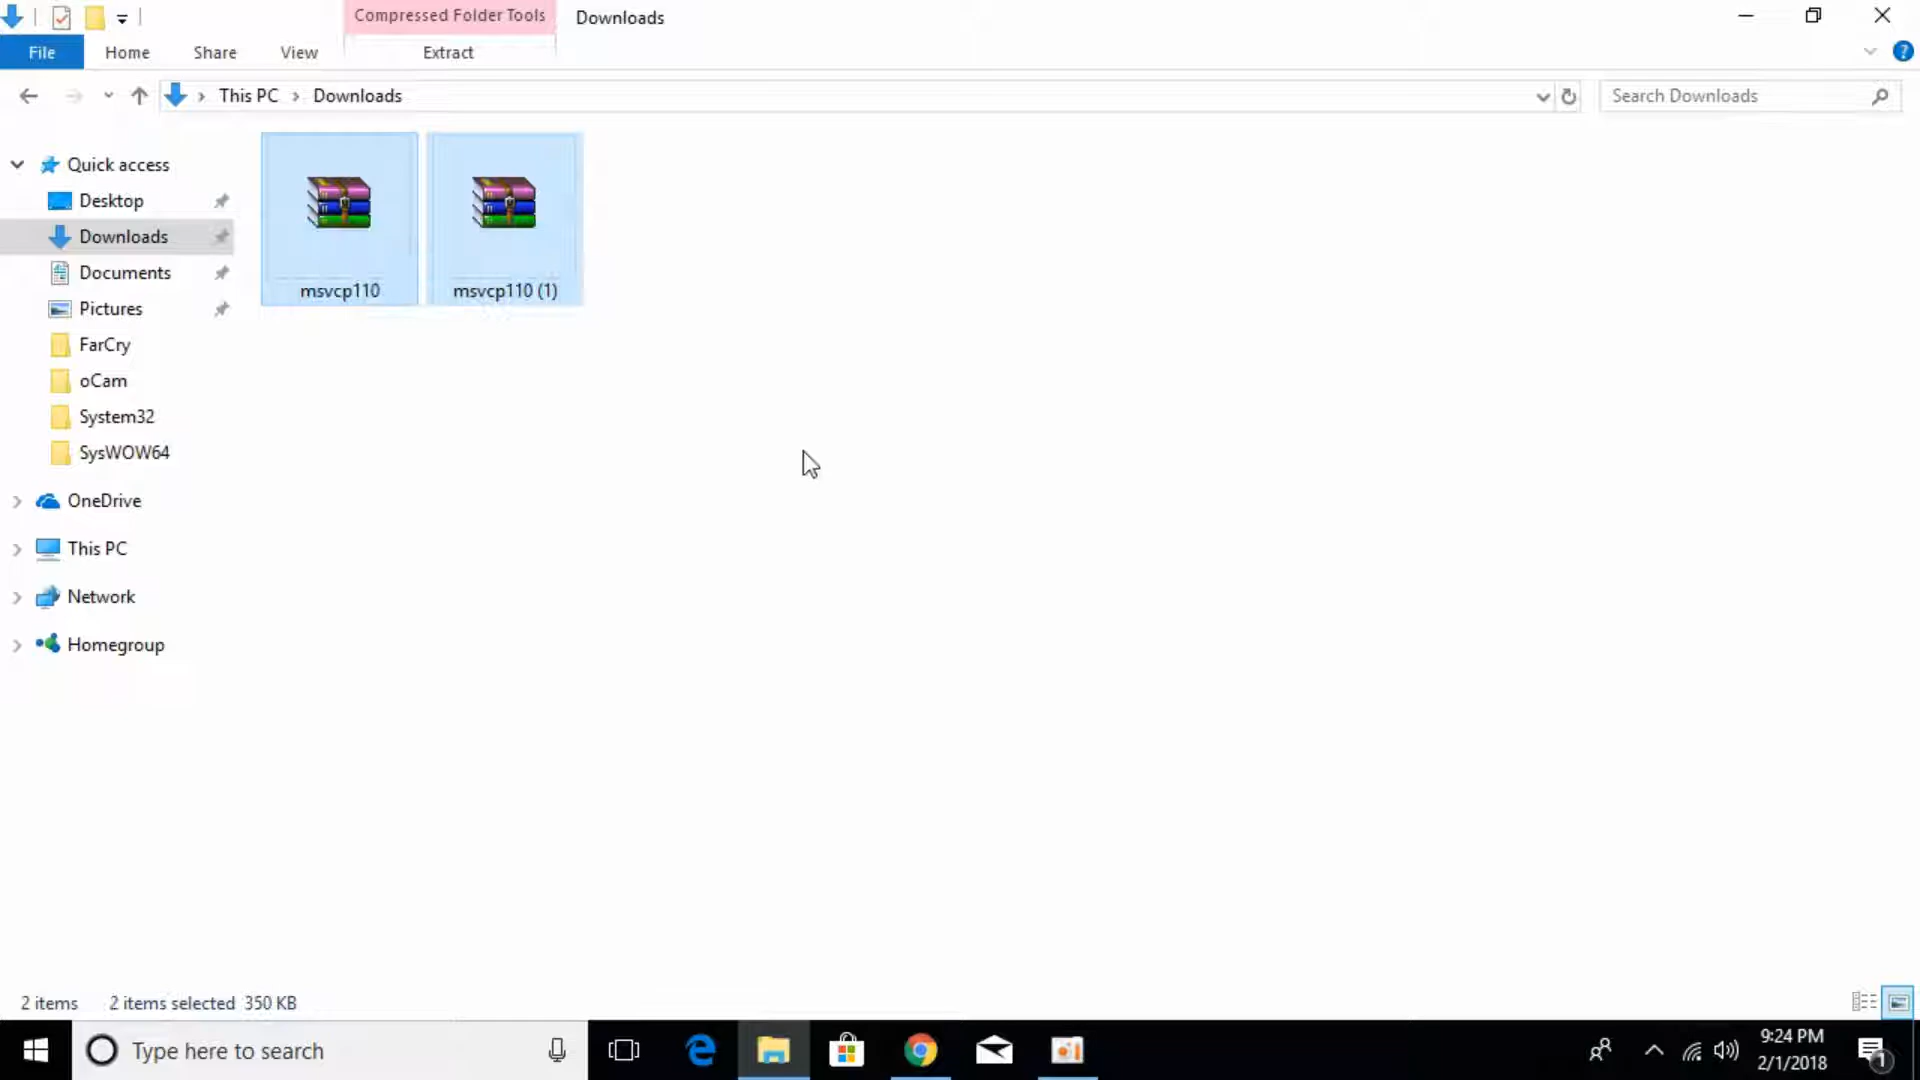 Compressed Folder Tools
Downloads
File
Home
Share
View
Extract
This PC
Downloads
Search Downloads
Quick access
Desktop
Downloads
Documents
Pictures
FarCry
oCam
System32
SysWOW64
OneDrive
This PC
Network
Homegroup
msvcp110
msvcp110 (1)
2 items
2 items selected 350 KB
Type here to search
9:24 PM
2/1/2018
1